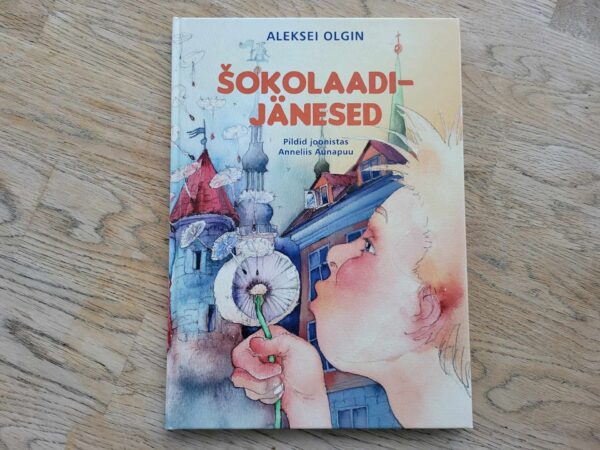 ALEKSEI OLGIN
ŠOKOLAADI-
JÄNESED
Pildid joonistas
Anneliis Aunapuu